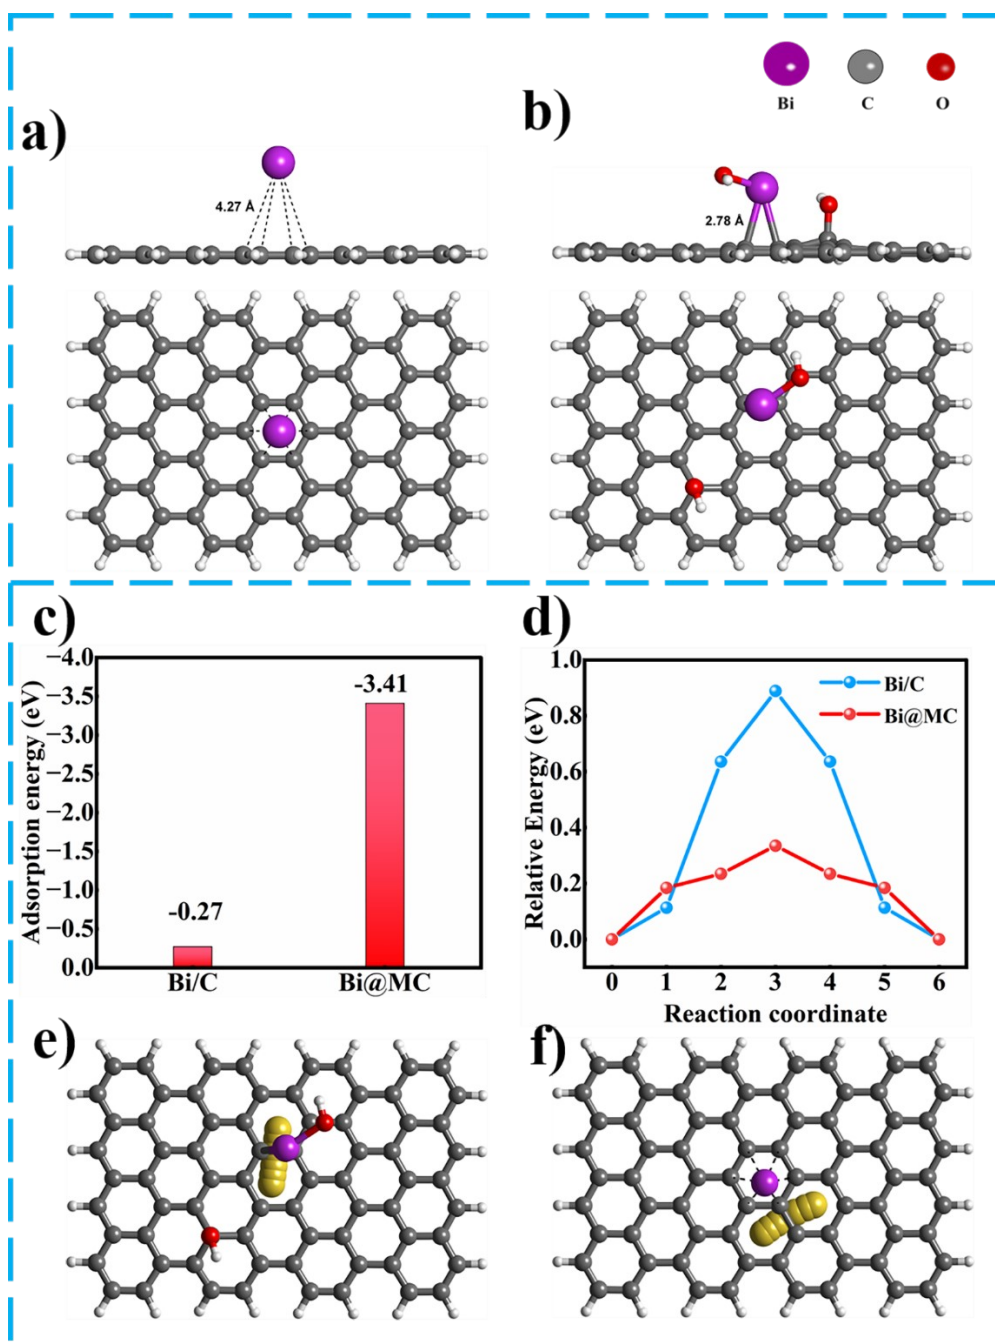 a)
4.27 Å
b)
Bi
C
O
2.78 Å
c)
Adsorption energy (eV)
−4.0
−3.5
−3.0
−2.5
−2.0
−1.5
−1.0
−0.5
0.0
-0.27
-3.41
Bi/C
Bi@MC
d)
Relative Energy (eV)
1.0
0.8
0.6
0.4
0.2
0.0
Bi/C
Bi@MC
0 1 2 3 4 5 6
Reaction coordinate
e)
f)